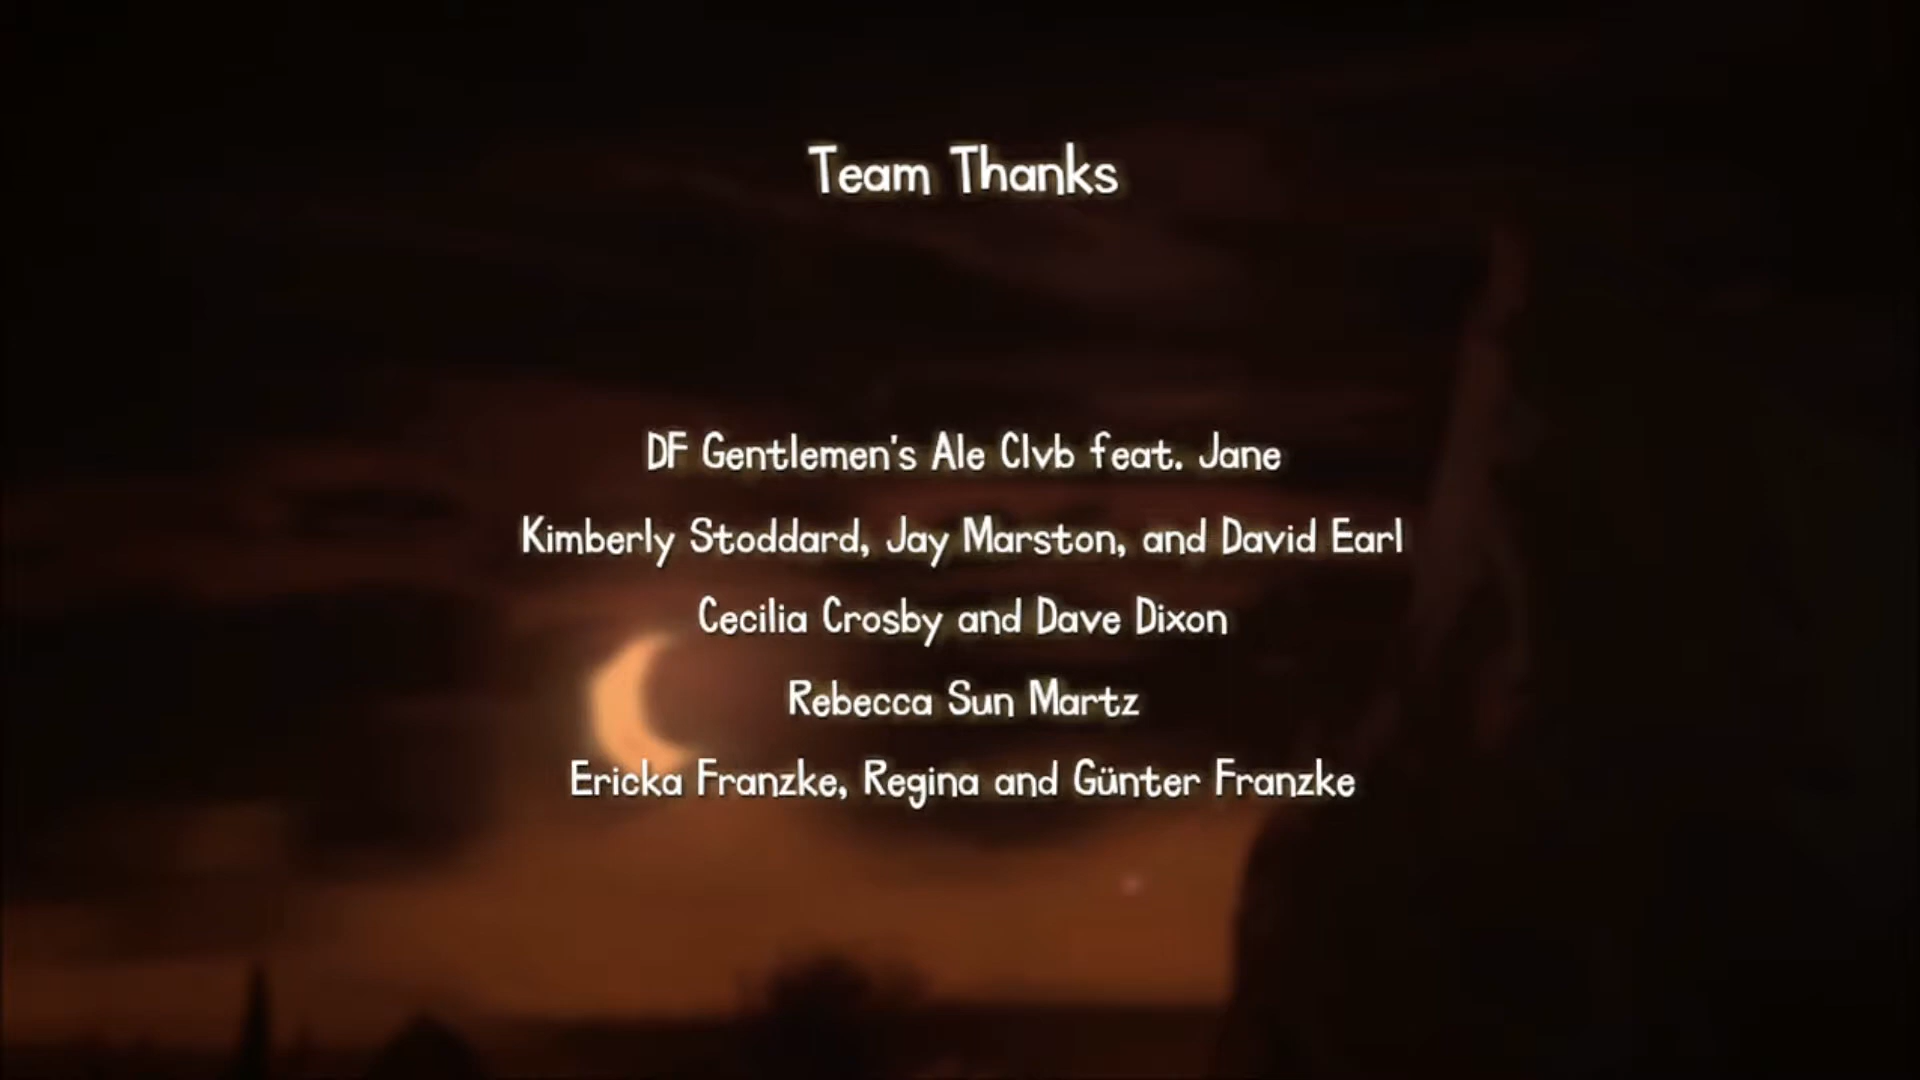 Team Thanks
DF Gentlemen's Ale Clvb feat. Jane
Kimberly Stoddard, Jay Marston, and David Earl
Cecilia Crosby and Dave Dixon
Rebecca Sun Martz
Ericka Franzke, Regina and Günter Franzke